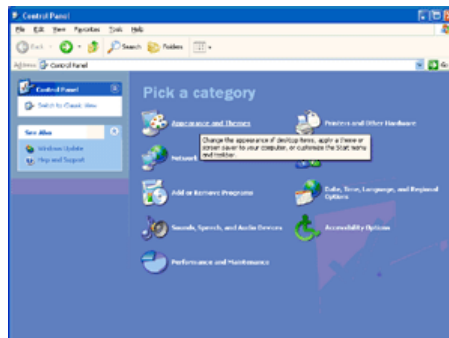 Control Panel
File Edit View Favorites Tools Help
Back Search Folders
Address Control Panel Go
Control Panel
Switch to Classic View
See Also
Windows Update
Help and Support
Pick a category
Appearance and Themes
Printers and Other Hardware
Change the appearance of desktop items, apply a theme or
screen saver to your computer, or customize the Start menu
and taskbar.
Network
Add or Remove Programs
Date, Time, Language, and Regional
Options
Sounds, Speech, and Audio Devices
Accessibility Options
Performance and Maintenance